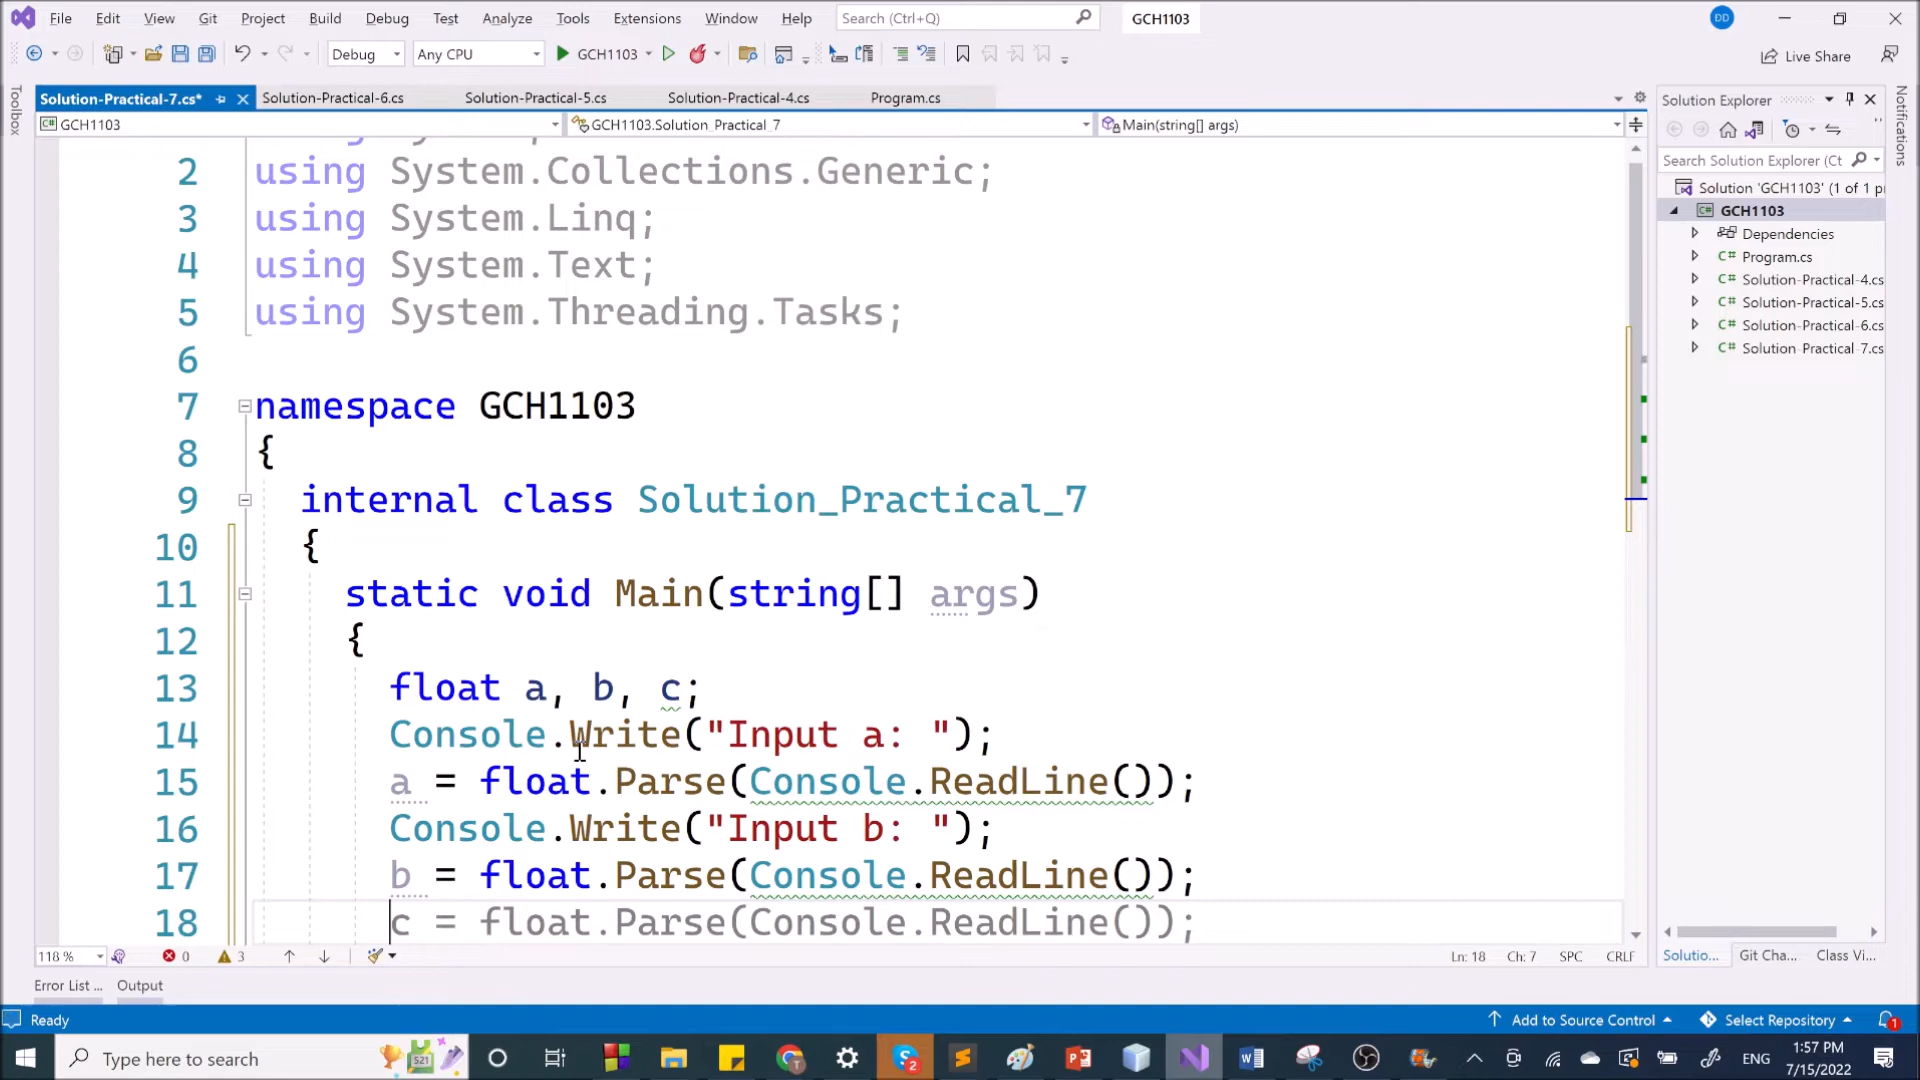 File Edit View Git Project Build Debug Test Analyze Tools Extensions Window Help Search (Ctrl+Q) GCH1103 ĐD
Debug Any CPU GCH1103 Live Share
Toolbox
Solution-Practical-7.cs* Solution-Practical-6.cs Solution-Practical-5.cs Solution-Practical-4.cs Program.cs
GCH1103 GCH1103.Solution_Practical_7 Main(string[] args)
2 using System.Collections.Generic;
3 using System.Linq;
4 using System.Text;
5 using System.Threading.Tasks;
6
7 namespace GCH1103
8 {
9 internal class Solution_Practical_7
10 {
11 static void Main(string[] args)
12 {
13 float a, b, c;
14 Console.Write("Input a: ");
15 a = float.Parse(Console.ReadLine());
16 Console.Write("Input b: ");
17 b = float.Parse(Console.ReadLine());
18 c = float.Parse(Console.ReadLine());
118 % 0 3 Ln: 18 Ch: 7 SPC CRLF
Error List ... Output
Solution Explorer
Search Solution Explorer (Ct
Solution 'GCH1103' (1 of 1 p
GCH1103
Dependencies
Program.cs
Solution-Practical-4.cs
Solution-Practical-5.cs
Solution-Practical-6.cs
Solution-Practical-7.cs
Solutio... Git Cha... Class Vi...
Notifications
Ready Add to Source Control Select Repository 1
Type here to search S21 2 ENG 1:57 PM
7/15/2022